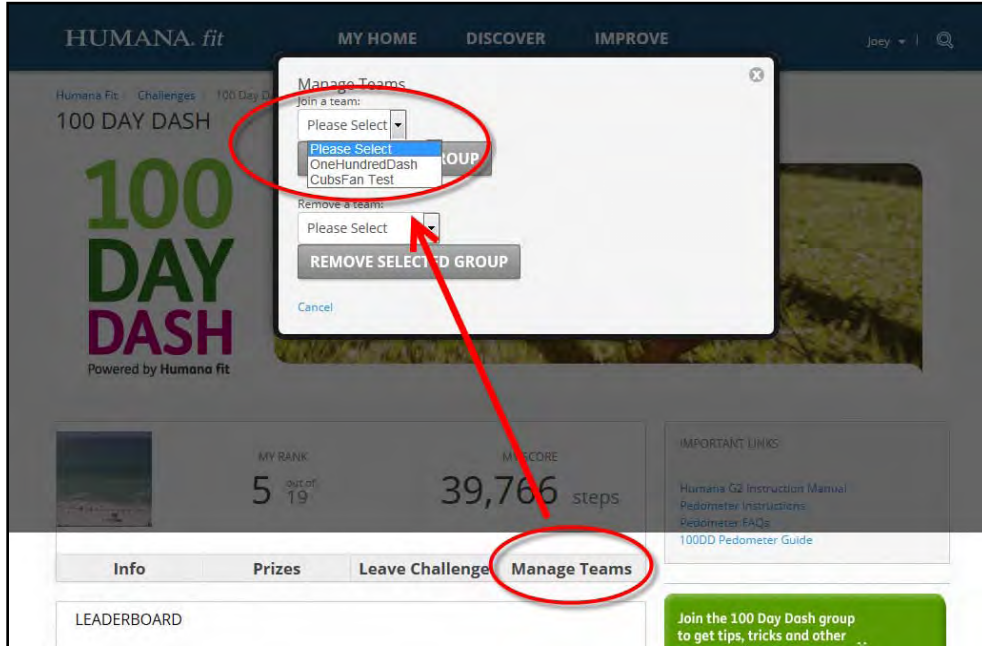 HUMANA. fit
MY HOME DISCOVER IMPROVE
Joey
Humana Fit Challenges 100 Day
100 DAY DASH
Manage Teams
Join a team:
Please Select
Please Select
OneHundredDash
CubsFan Test
Remove a team:
Please Select
REMOVE SELECTED GROUP
Cancel
100
DAY
DASH
Powered by Humana fit
MY RANK
5 out of 19
MY SCORE
39,766 steps
IMPORTANT LINKS
Humana G2 Instruction Manual
Pedometer Instructions
Pedometer FAQs
100DD Pedometer Guide
Info Prizes Leave Challenge Manage Teams
LEADERBOARD
Join the 100 Day Dash group
to get tips, tricks and other